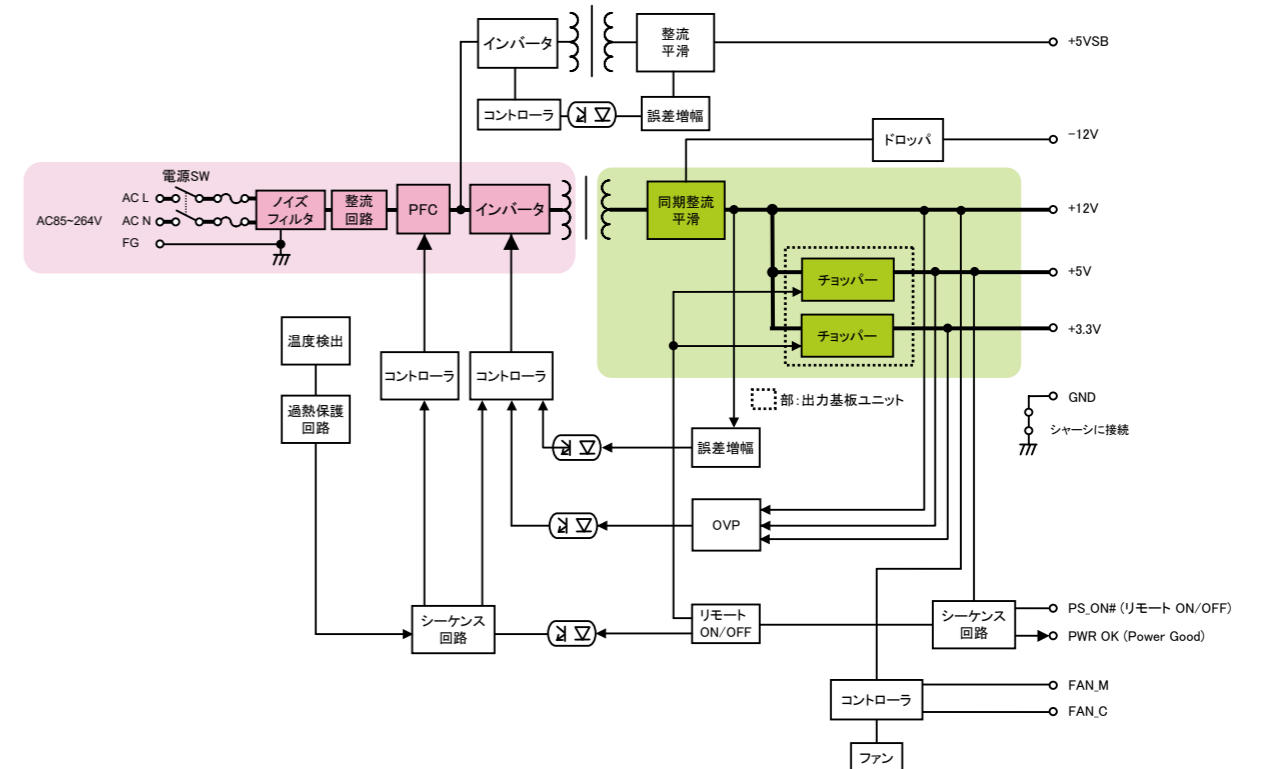 インバータ
整流
平滑
+5VSB
コントローラ
誤差増幅
ドロッパ
-12V
電源SW
AC85~264V
AC L
AC N
FG
ノイズ
フィルタ
整流
回路
PFC
インバータ
同期整流
平滑
+12V
チョッパー
+5V
チョッパー
+3.3V
温度検出
コントローラ
コントローラ
部:出力基板ユニット
GND
シャーシに接続
過熱保護
回路
誤差増幅
OVP
シーケンス
回路
リモート
ON/OFF
シーケンス
回路
PS_ON# (リモート ON/OFF)
PWR OK (Power Good)
コントローラ
FAN_M
FAN_C
ファン